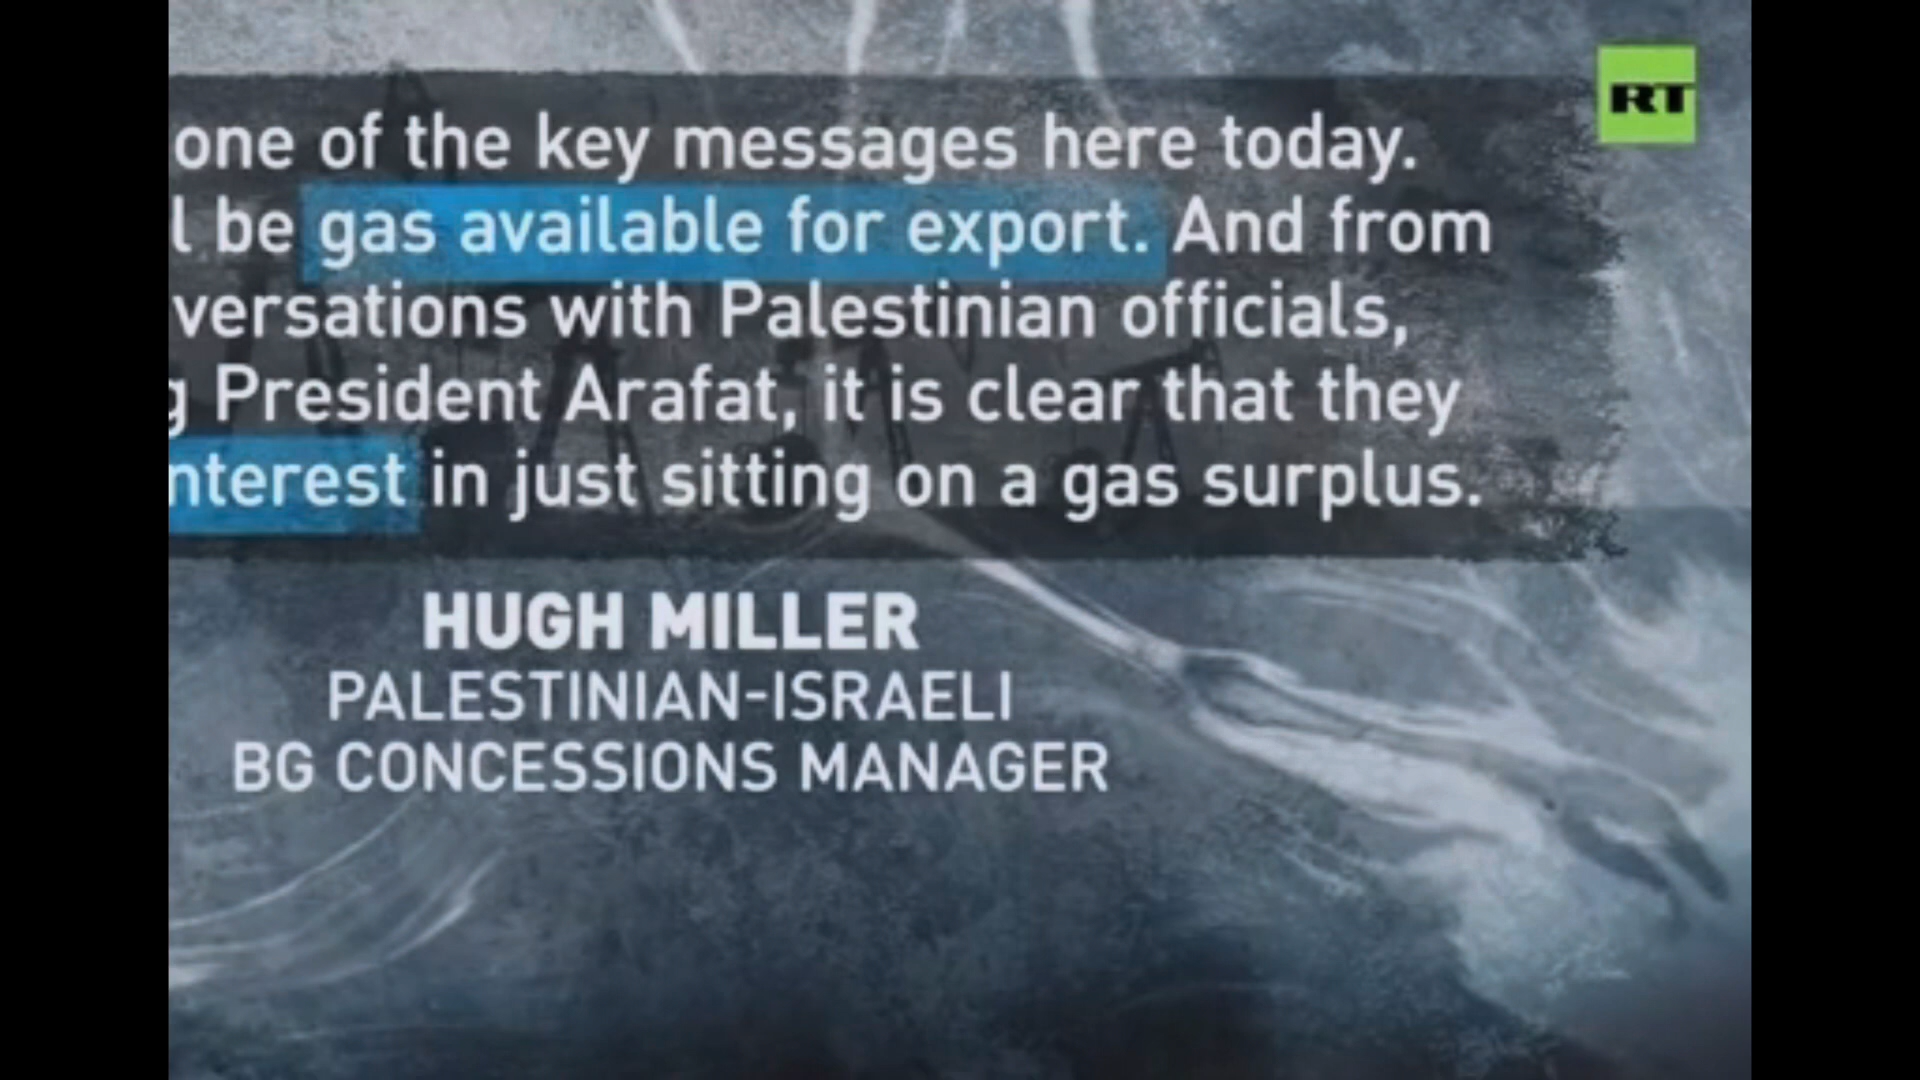 RT
one of the key messages here today.
l be gas available for export. And from
versations with Palestinian officials,
g President Arafat, it is clear that they
nterest in just sitting on a gas surplus.
HUGH MILLER
PALESTINIAN-ISRAELI
BG CONCESSIONS MANAGER